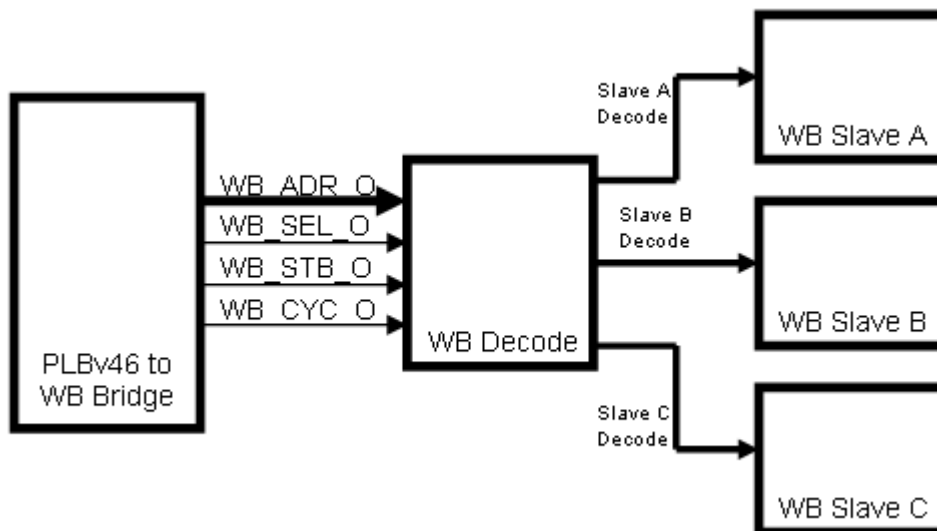 Slave A
Decode
WB Slave A
WB_ADR_O
WB_SEL_O
WB_STB_O
WB_CYC_O
PLBv46 to
WB Bridge
WB Decode
Slave B
Decode
WB Slave B
Slave C
Decode
WB Slave C